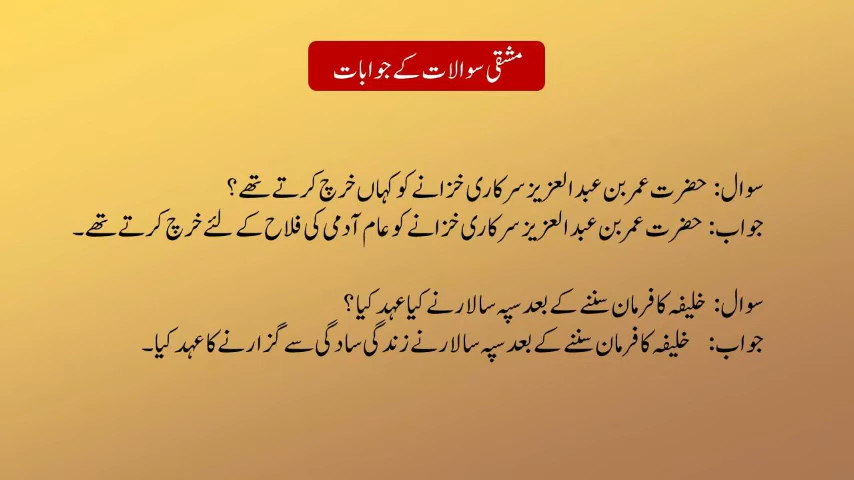 مشقی سوالات کے جوابات
سوال: حضرت عمر بن عبدالعزیز سرکاری خزانے کو کہاں خرچ کرتے تھے؟
جواب: حضرت عمر بن عبدالعزیز سرکاری خزانے کو عام آدمی کی فلاح کے لئے خرچ کرتے تھے۔
سوال: خلیفہ کا فرمان سننے کے بعد سپہ سالار نے کیا عہد کیا؟
جواب: خلیفہ کا فرمان سننے کے بعد سپہ سالار نے زندگی سادگی سے گزارنے کا عہد کیا۔